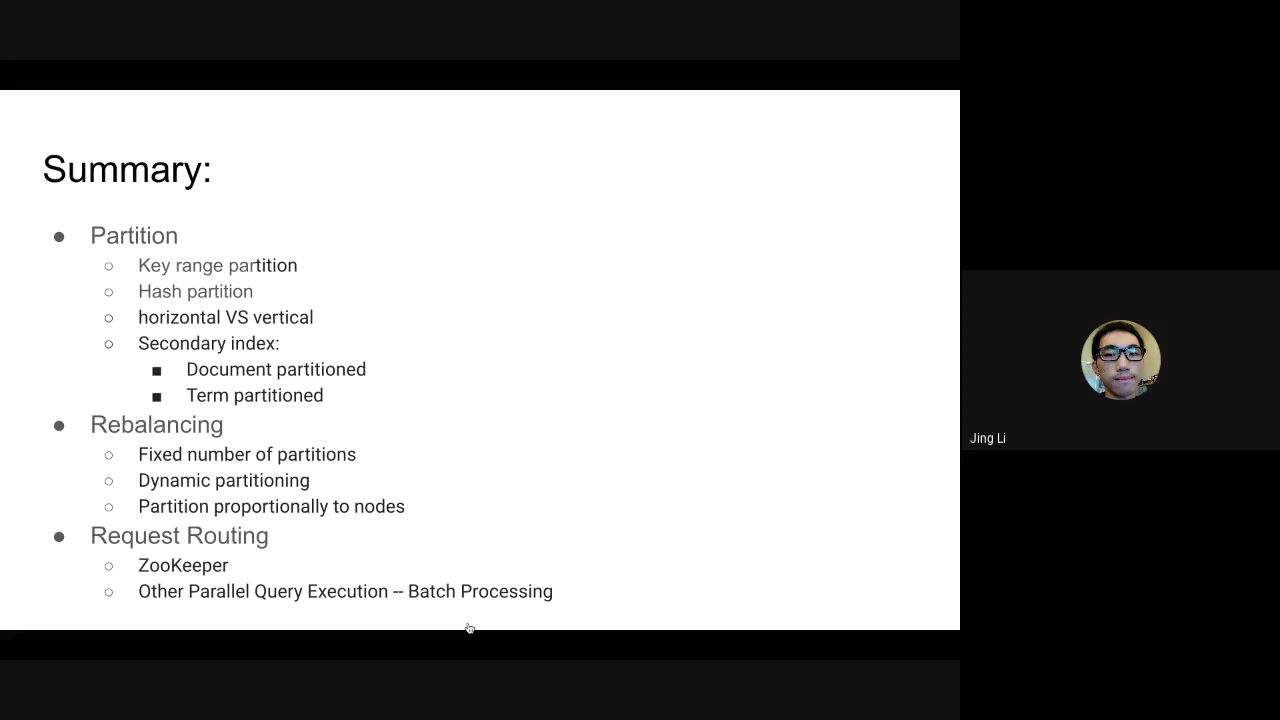 Summary:
● Partition
○ Key range partition
○ Hash partition
○ horizontal VS vertical
○ Secondary index:
■ Document partitioned
■ Term partitioned
● Rebalancing
○ Fixed number of partitions
○ Dynamic partitioning
○ Partition proportionally to nodes
● Request Routing
○ ZooKeeper
○ Other Parallel Query Execution -- Batch Processing
Jing Li